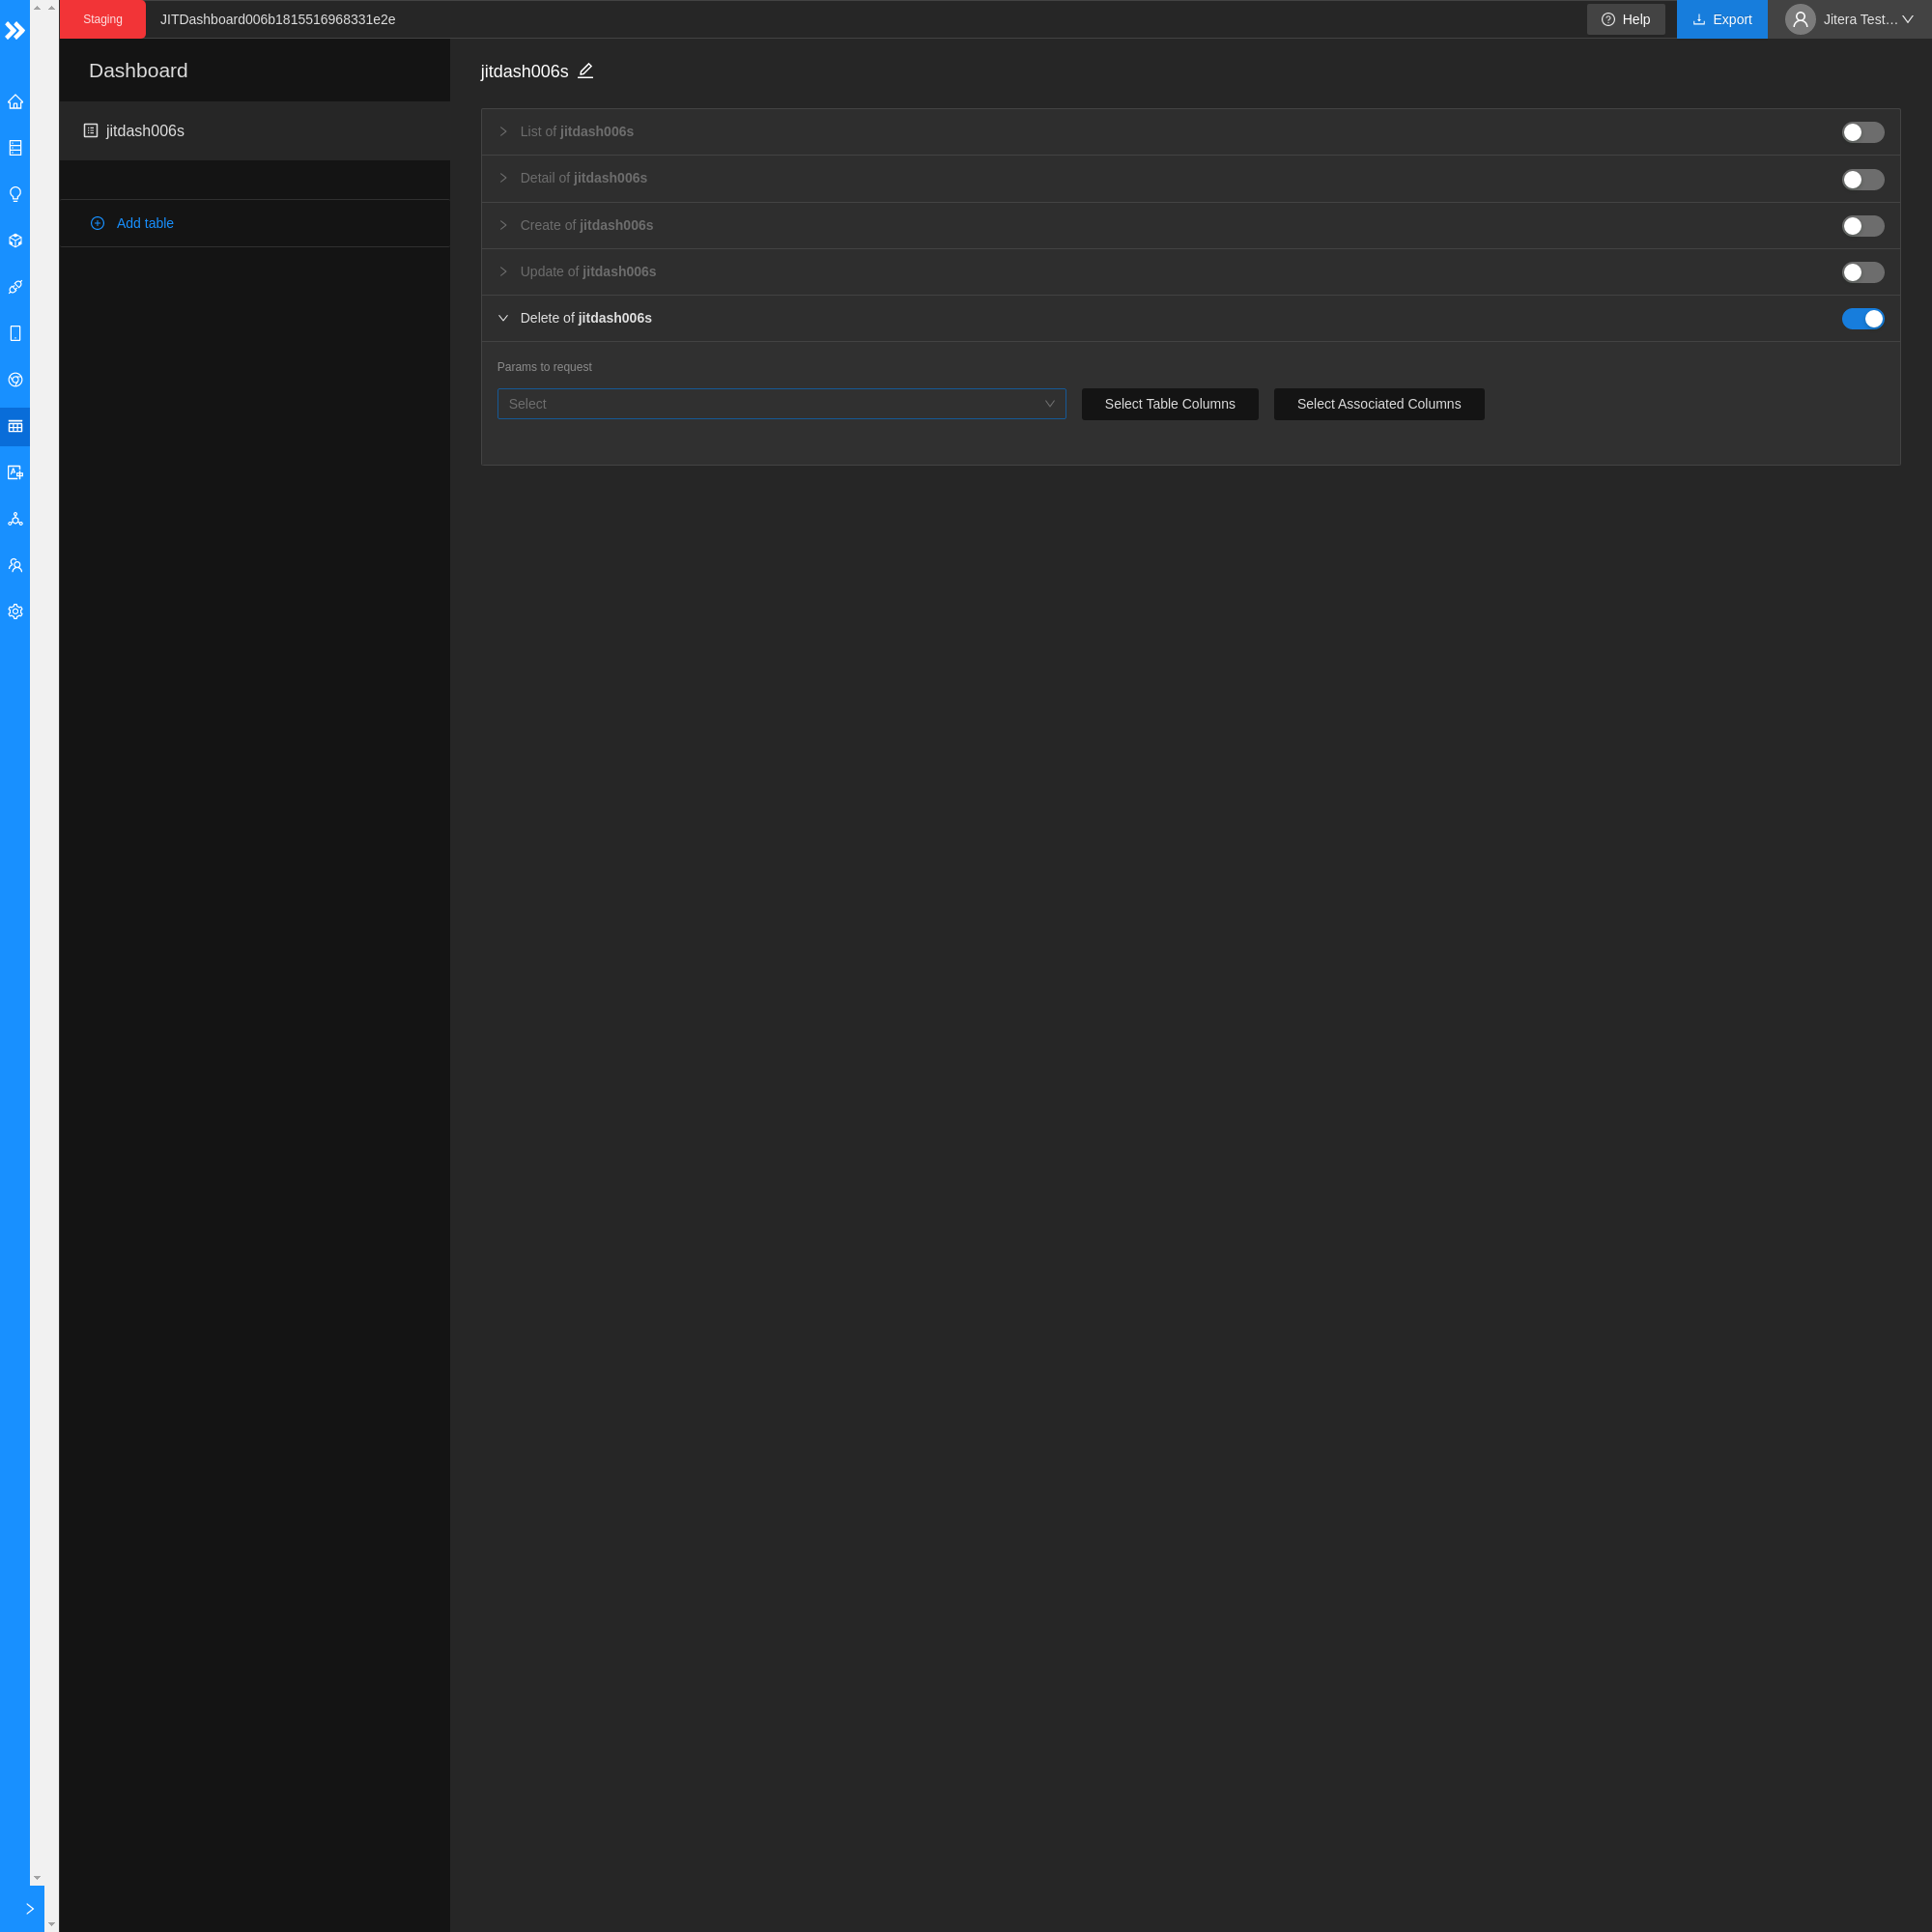 Staging
JITDashboard006b1815516968331e2e
Help
Export
Jitera Test…
Dashboard
jitdash006s
Add table
jitdash006s
List of jitdash006s
Detail of jitdash006s
Create of jitdash006s
Update of jitdash006s
Delete of jitdash006s
Params to request
Select
Select Table Columns
Select Associated Columns